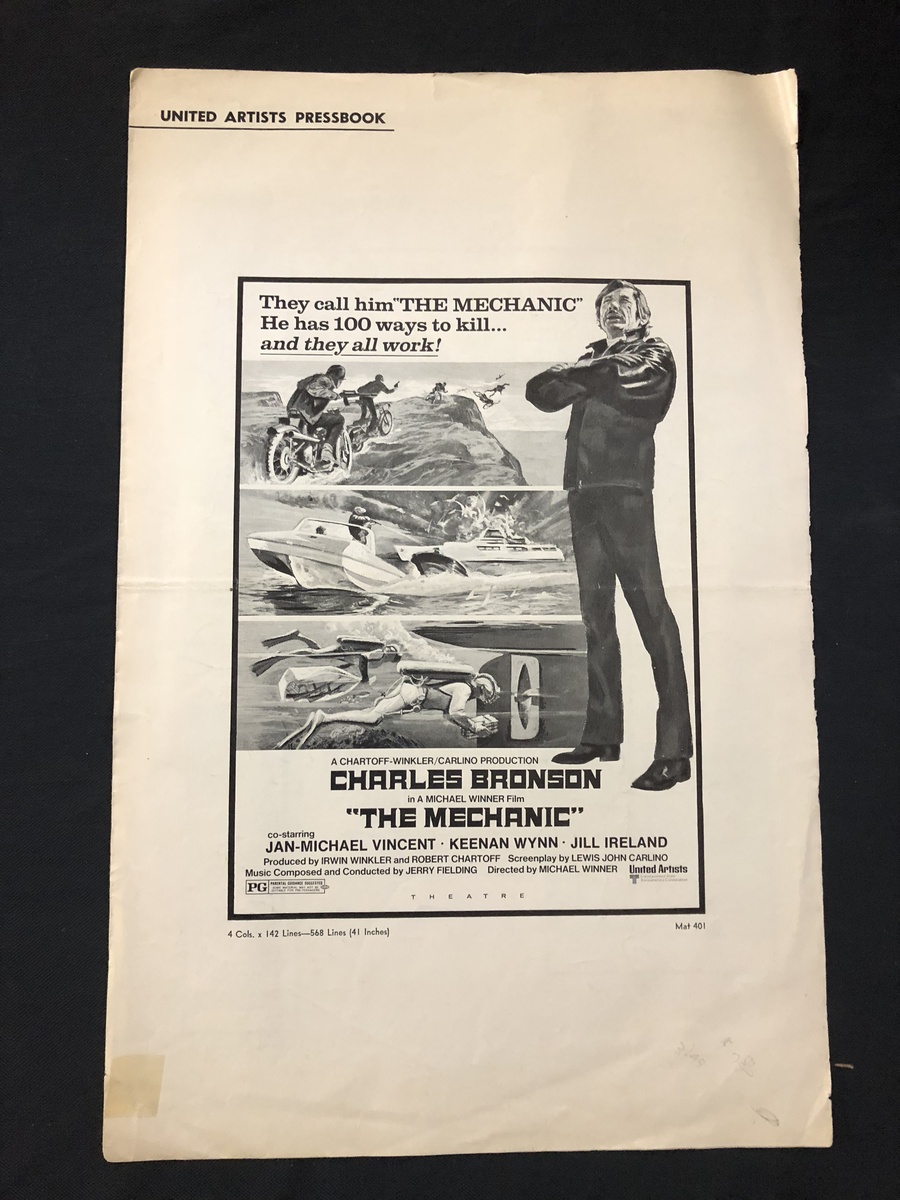 UNITED ARTISTS PRESSBOOK
They call him "THE MECHANIC"
He has 100 ways to kill...
and they all work!
A CHARTOFF-WINKLER/CARLINO PRODUCTION
CHARLES BRONSON
in A MICHAEL WINNER Film
"THE MECHANIC"
co-starring
JAN-MICHAEL VINCENT · KEENAN WYNN · JILL IRELAND
Produced by IRWIN WINKLER and ROBERT CHARTOFF Screenplay by LEWIS JOHN CARLINO
Music Composed and Conducted by JERRY FIELDING Directed by MICHAEL WINNER United Artists
PG PARENTAL GUIDANCE SUGGESTED
THEATRE
4 Cols. x 142 Lines—568 Lines (41 Inches)
Mat 401